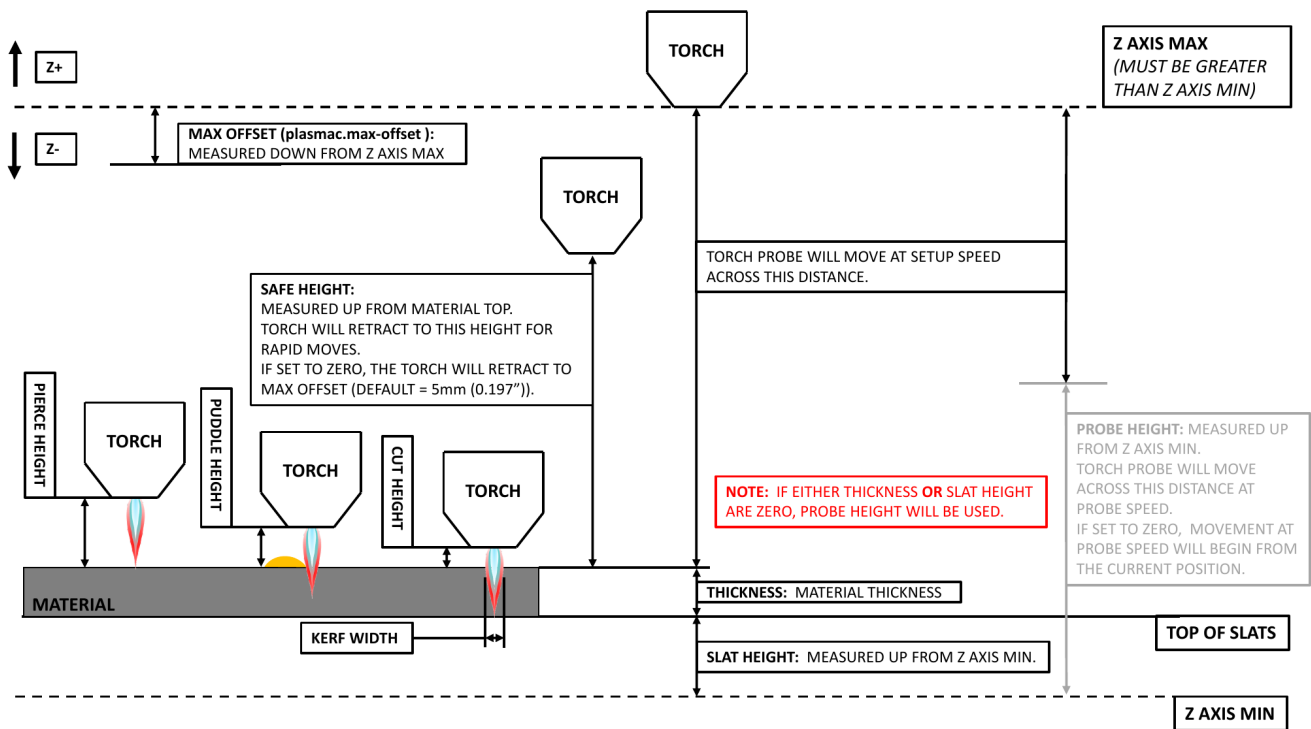 TORCH
Z AXIS MAX
(MUST BE GREATER
THAN Z AXIS MIN)
Z+
Z-
MAX OFFSET (plasmac.max-offset ):
MEASURED DOWN FROM Z AXIS MAX
TORCH
TORCH PROBE WILL MOVE AT SETUP SPEED
ACROSS THIS DISTANCE.
SAFE HEIGHT:
MEASURED UP FROM MATERIAL TOP.
TORCH WILL RETRACT TO THIS HEIGHT FOR
RAPID MOVES.
IF SET TO ZERO, THE TORCH WILL RETRACT TO
MAX OFFSET (DEFAULT = 5mm (0.197”)).
PIERCE HEIGHT
TORCH
PUDDLE HEIGHT
TORCH
CUT HEIGHT
TORCH
PROBE HEIGHT: MEASURED UP
FROM Z AXIS MIN.
TORCH PROBE WILL MOVE
ACROSS THIS DISTANCE AT
PROBE SPEED.
IF SET TO ZERO, MOVEMENT AT
PROBE SPEED WILL BEGIN FROM
THE CURRENT POSITION.
NOTE: IF EITHER THICKNESS OR SLAT HEIGHT
ARE ZERO, PROBE HEIGHT WILL BE USED.
MATERIAL
THICKNESS: MATERIAL THICKNESS
KERF WIDTH
TOP OF SLATS
SLAT HEIGHT: MEASURED UP FROM Z AXIS MIN.
Z AXIS MIN